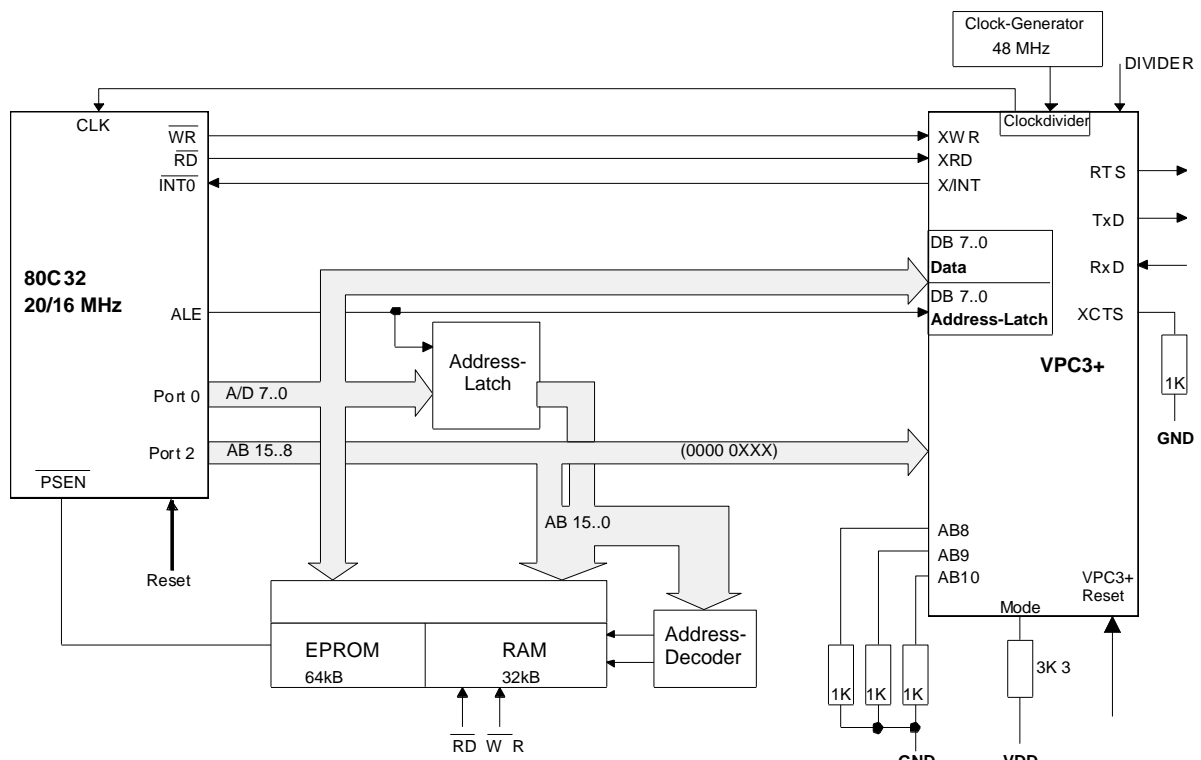 Clock-Generator
48 MHz
DIVIDER
CLK
Clockdivider
WR
XWR
RD
XRD
INT0
X/INT
RTS
TxD
DB 7..0
Data
RxD
80C32
20/16 MHz
DB 7..0
Address-Latch
ALE
XCTS
Address-
Latch
VPC3+
1K
Port 0
A/D 7..0
GND
Port 2
AB 15..8
(0000 0XXX)
PSEN
AB 15..0
AB8
AB9
AB10
Reset
VPC3+
Reset
Mode
EPROM
64kB
RAM
32kB
Address-
Decoder
1K
1K
1K
3K3
RD
W R
GND
VDD